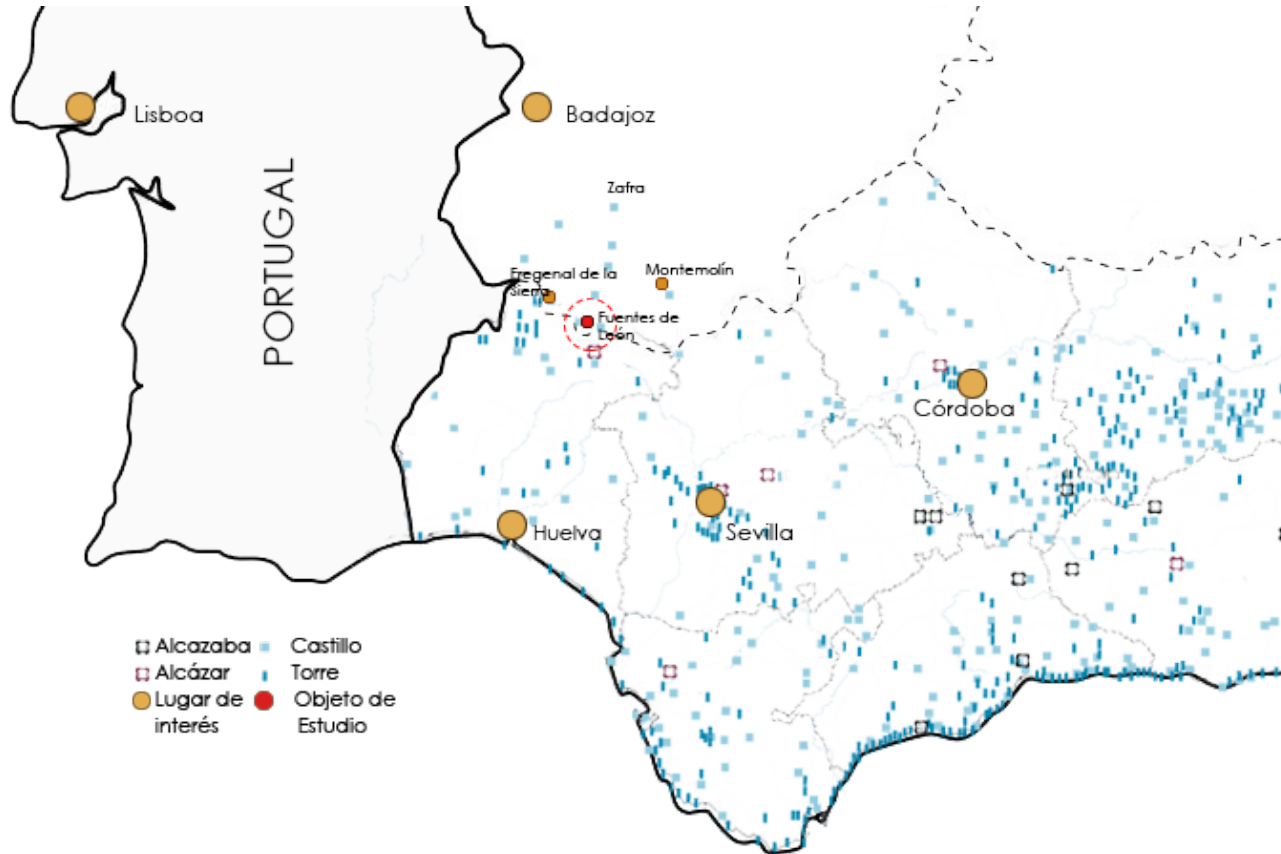 Lisboa
Badajoz
PORTUGAL
Zafra
Fregenal de la
Sierra
Montemolín
Fuentes de
León
Córdoba
Sevilla
Huelva
Alcazaba
Castillo
Alcázar
Torre
Lugar de
interés
Objeto de
Estudio